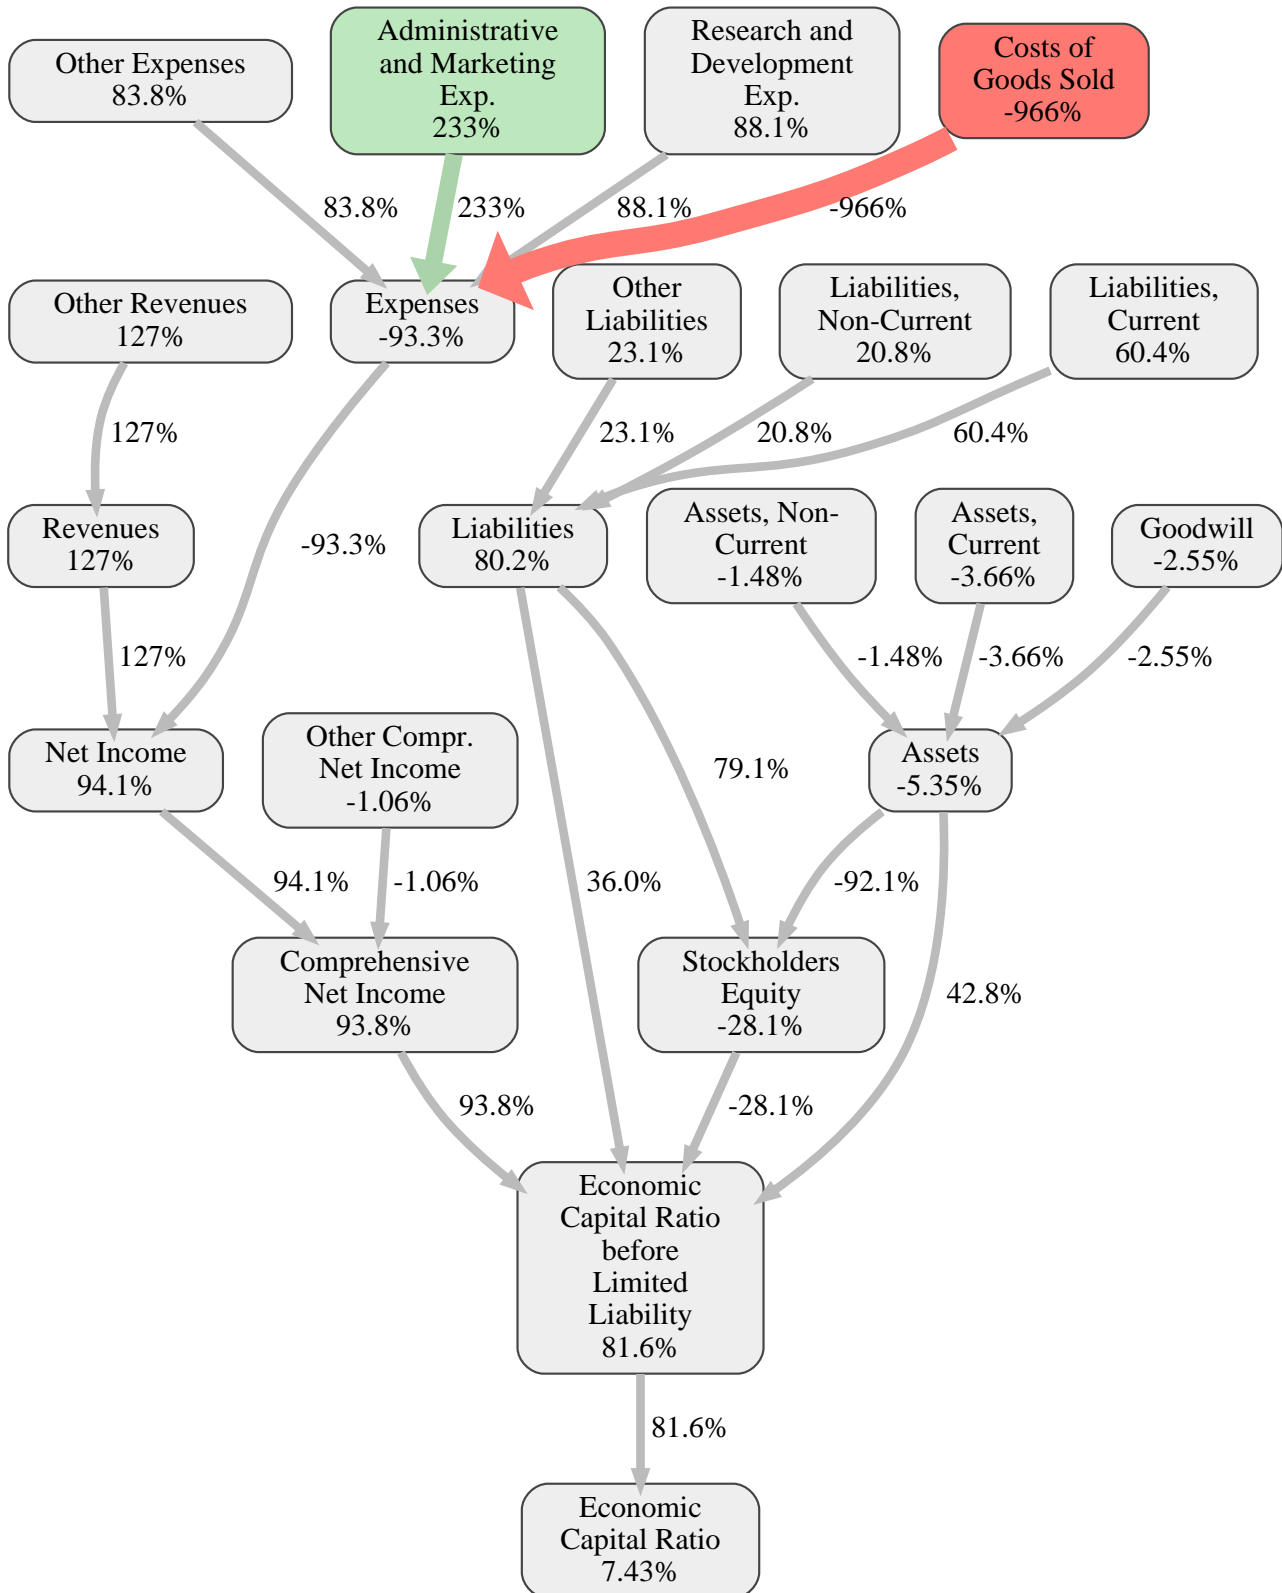 Other Expenses
83.8%
Administrative
and Marketing
Exp.
233%
Research and
Development
Exp.
88.1%
Costs of
Goods Sold
-966%
83.8%
233%
88.1%
-966%
Other Revenues
127%
Expenses
-93.3%
Other
Liabilities
23.1%
Liabilities,
Non-Current
20.8%
Liabilities,
Current
60.4%
127%
23.1%
20.8%
60.4%
Revenues
127%
-93.3%
Liabilities
80.2%
Assets, Non-
Current
-1.48%
Assets,
Current
-3.66%
Goodwill
-2.55%
127%
-1.48%
-3.66%
-2.55%
Net Income
94.1%
Other Compr.
Net Income
-1.06%
79.1%
Assets
-5.35%
94.1%
-1.06%
36.0%
-92.1%
Comprehensive
Net Income
93.8%
Stockholders
Equity
-28.1%
42.8%
93.8%
-28.1%
Economic
Capital Ratio
before
Limited
Liability
81.6%
81.6%
Economic
Capital Ratio
7.43%